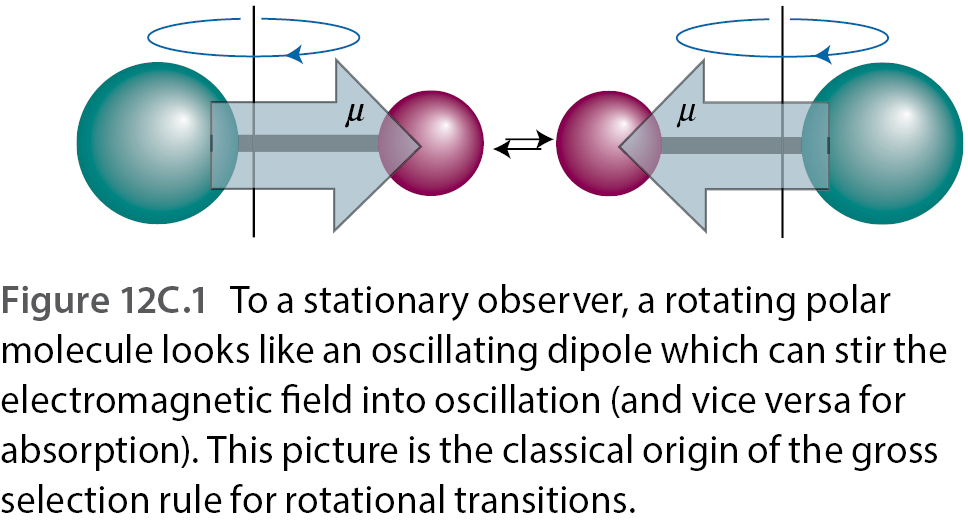 μ μ
Figure 12C.1 To a stationary observer, a rotating polar
molecule looks like an oscillating dipole which can stir the
electromagnetic field into oscillation (and vice versa for
absorption). This picture is the classical origin of the gross
selection rule for rotational transitions.